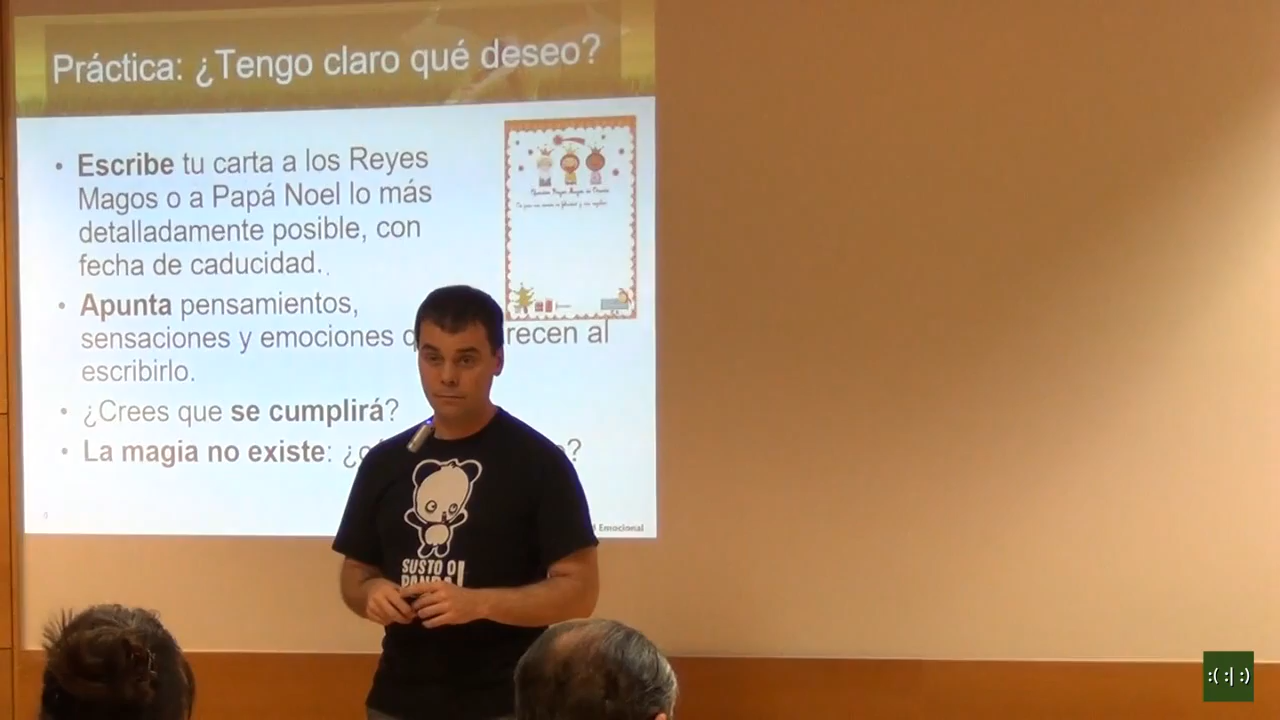 Práctica: ¿Tengo claro qué deseo?
• Escribe tu carta a los Reyes
Magos o a Papá Noel lo más
detalladamente posible, con
fecha de caducidad.
• Apunta pensamientos,
sensaciones y emociones
al
escribirlo.
• ¿Crees que se cumplirá?
• La magia no existe:
Emocional
SUSTO O
PANDA!
:( :| :)